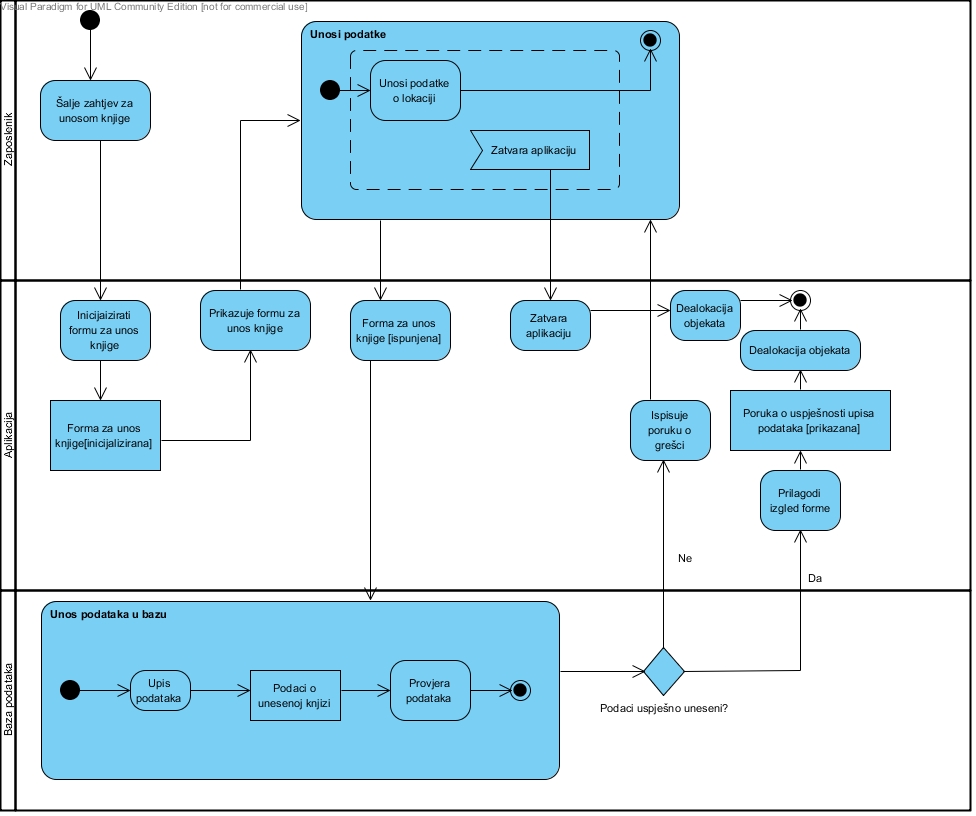 Visual Paradigm for UML Community Edition [not for commercial use]
Zaposlenik
Šalje zahtjev za
unosom knjige
Unosi podatke
Unosi podatke
o lokaciji
Zatvara aplikaciju
Aplikacija
Inicijaizirati
formu za unos
knjige
Prikazuje formu za
unos knjige
Forma za unos
knjige [ispunjena]
Zatvara
aplikaciju
Dealokacija
objekata
Dealokacija objekata
Forma za unos
knjige[inicijalizirana]
Ispisuje
poruku o
grešci
Poruka o uspješnosti upisa
podataka [prikazana]
Prilagodi
izgled forme
Ne
Da
Baza podataka
Unos podataka u bazu
Upis
podataka
Podaci o
unesenoj knjizi
Provjera
podataka
Podaci uspješno uneseni?